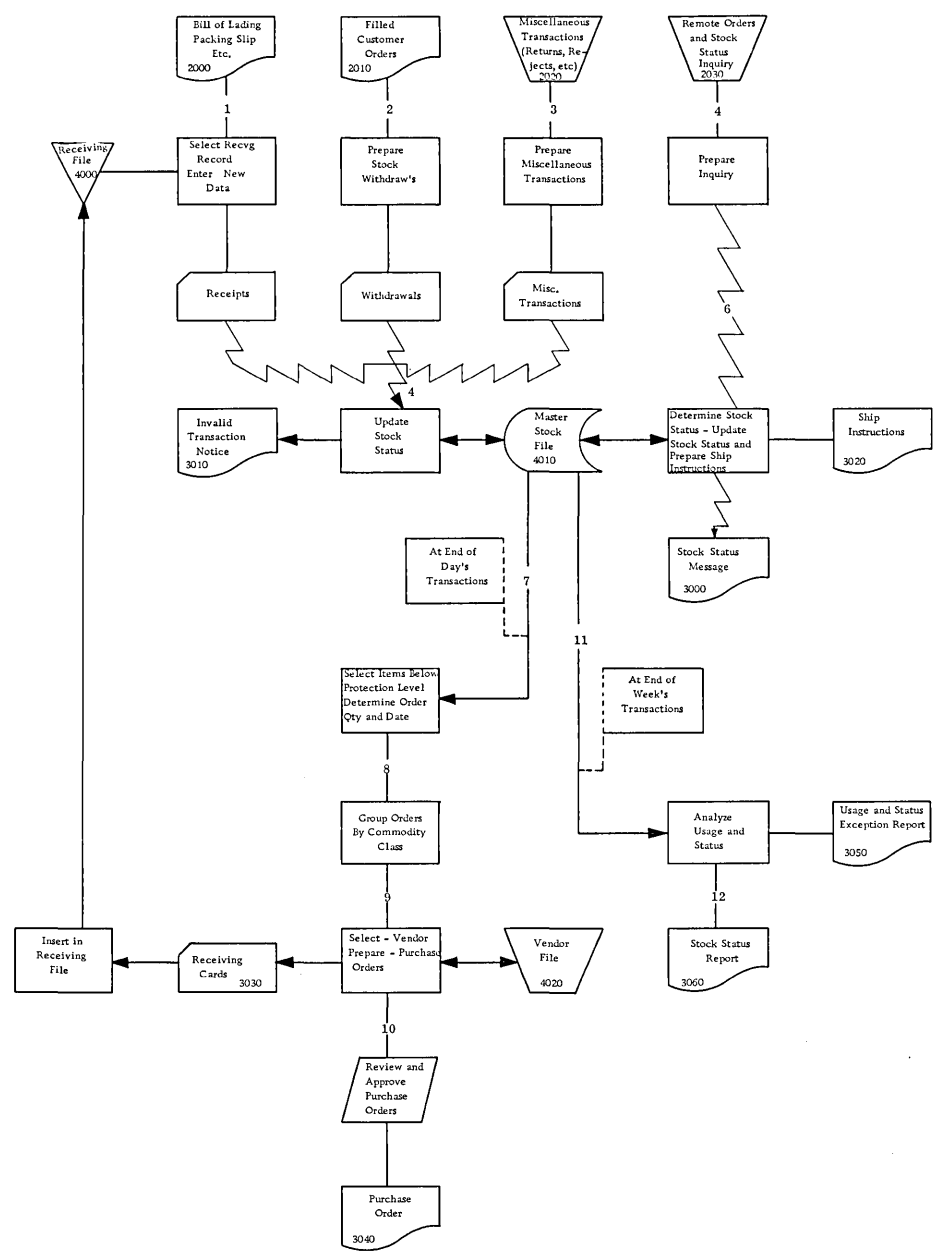 Bill of Lading
Packing Slip
Etc.
2000
Filled
Customer
Orders
2010
Miscellaneous
Transactions
(Returns, Re-
jects, etc)
2020
Remote Orders
and Stock
Status
Inquiry
2030
1
2
3
4
Receiving
File
4000
Select Recvg
Record
Enter New
Data
Prepare
Stock
Withdraw's
Prepare
Miscellaneous
Transactions
Prepare
Inquiry
Receipts
Withdrawals
Misc.
Transactions
6
4
Invalid
Transaction
Notice
3010
Update
Stock
Status
Master
Stock
File
4010
Determine Stock
Status - Update
Stock Status and
Prepare Ship
Instructions
Ship
Instructions
3020
At End of
Day's
Transactions
7
Stock Status
Message
3000
11
Select Items Below
Protection Level
Determine Order
Qty and Date
At End of
Week's
Transactions
8
Group Orders
By Commodity
Class
Analyze
Usage and
Status
Usage and Status
Exception Report
3050
9
12
Insert in
Receiving
File
Receiving
Cards
3030
Select - Vendor
Prepare - Purchase
Orders
Vendor
File
4020
Stock Status
Report
3060
10
Review and
Approve
Purchase
Orders
Purchase
Order
3040